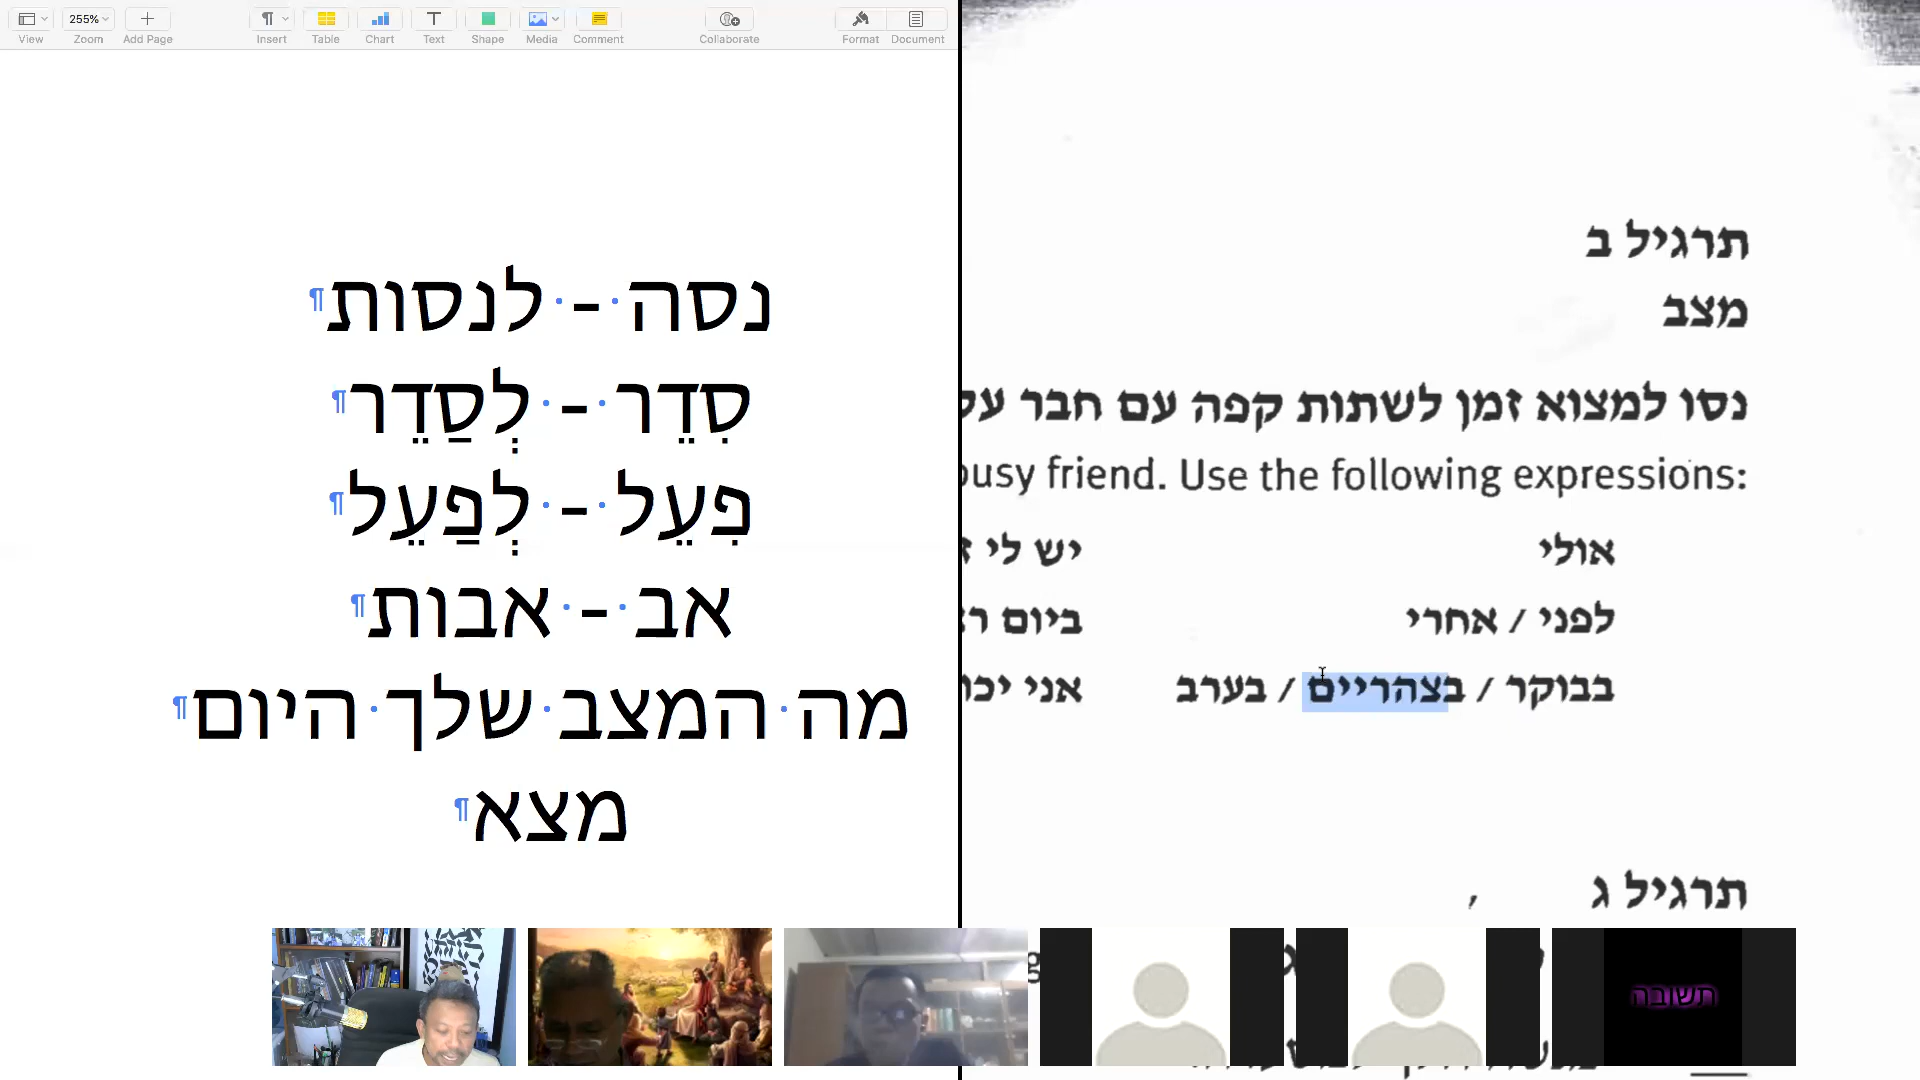 View
255%
Zoom
Add Page
Insert
Table
Chart
Text
Shape
Media
Comment
Collaborate
Format
Document
נסה - לנסות
סִדֵר - לְסַדֵר
פִעֵל - לְפַעֵל
אב - אבות
מה המצב שלך היום
מצא
תרגיל ב
מצב
נסו למצוא זמן לשתות קפה עם חבר
busy friend. Use the following expressions:
אולי
יש לי
לפני / אחרי
ביום
בבוקר / בצהריים / בערב
אני
תרגיל ג
תשובה